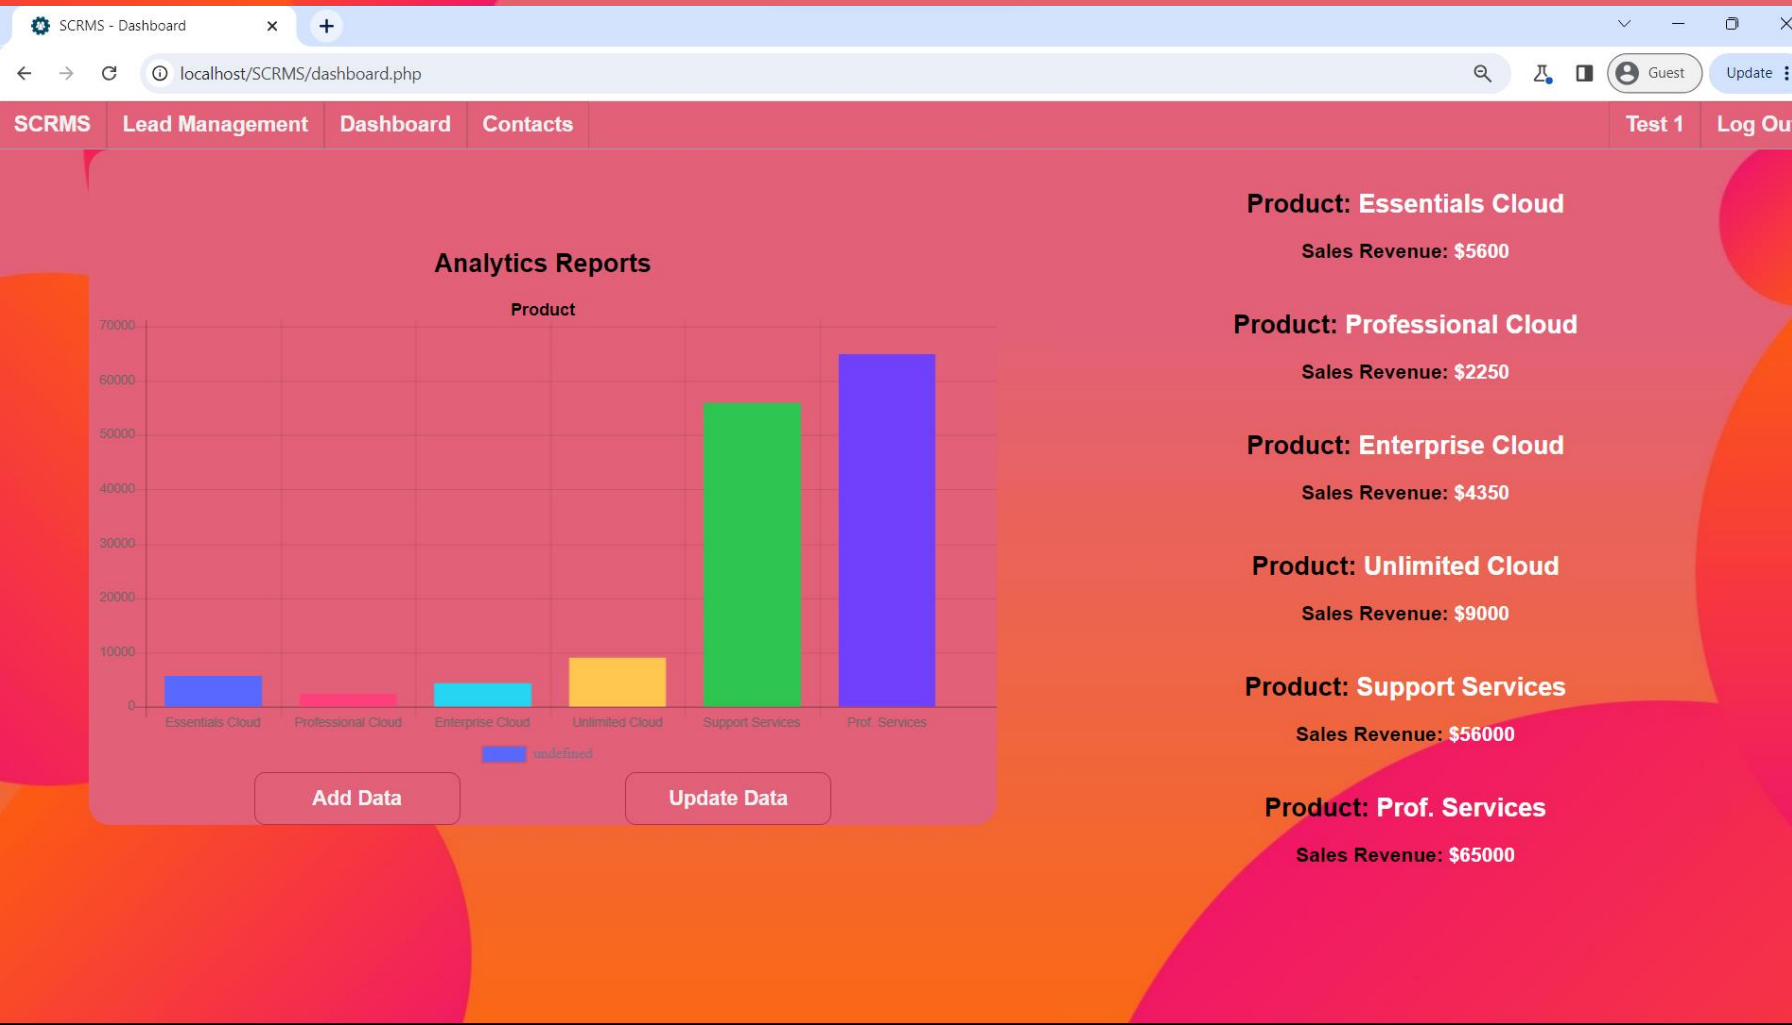 SCRMS - Dashboard
localhost/SCRMS/dashboard.php
Guest
Update
SCRMS Lead Management Dashboard Contacts
Test 1 Log Ou
Analytics Reports
Product
70000
60000
50000
40000
30000
20000
10000
0
Essentials Cloud Professional Cloud Enterprise Cloud Unlimited Cloud Support Services Prof. Services
undefined
Add Data Update Data
Product: Essentials Cloud
Sales Revenue: $5600
Product: Professional Cloud
Sales Revenue: $2250
Product: Enterprise Cloud
Sales Revenue: $4350
Product: Unlimited Cloud
Sales Revenue: $9000
Product: Support Services
Sales Revenue: $56000
Product: Prof. Services
Sales Revenue: $65000